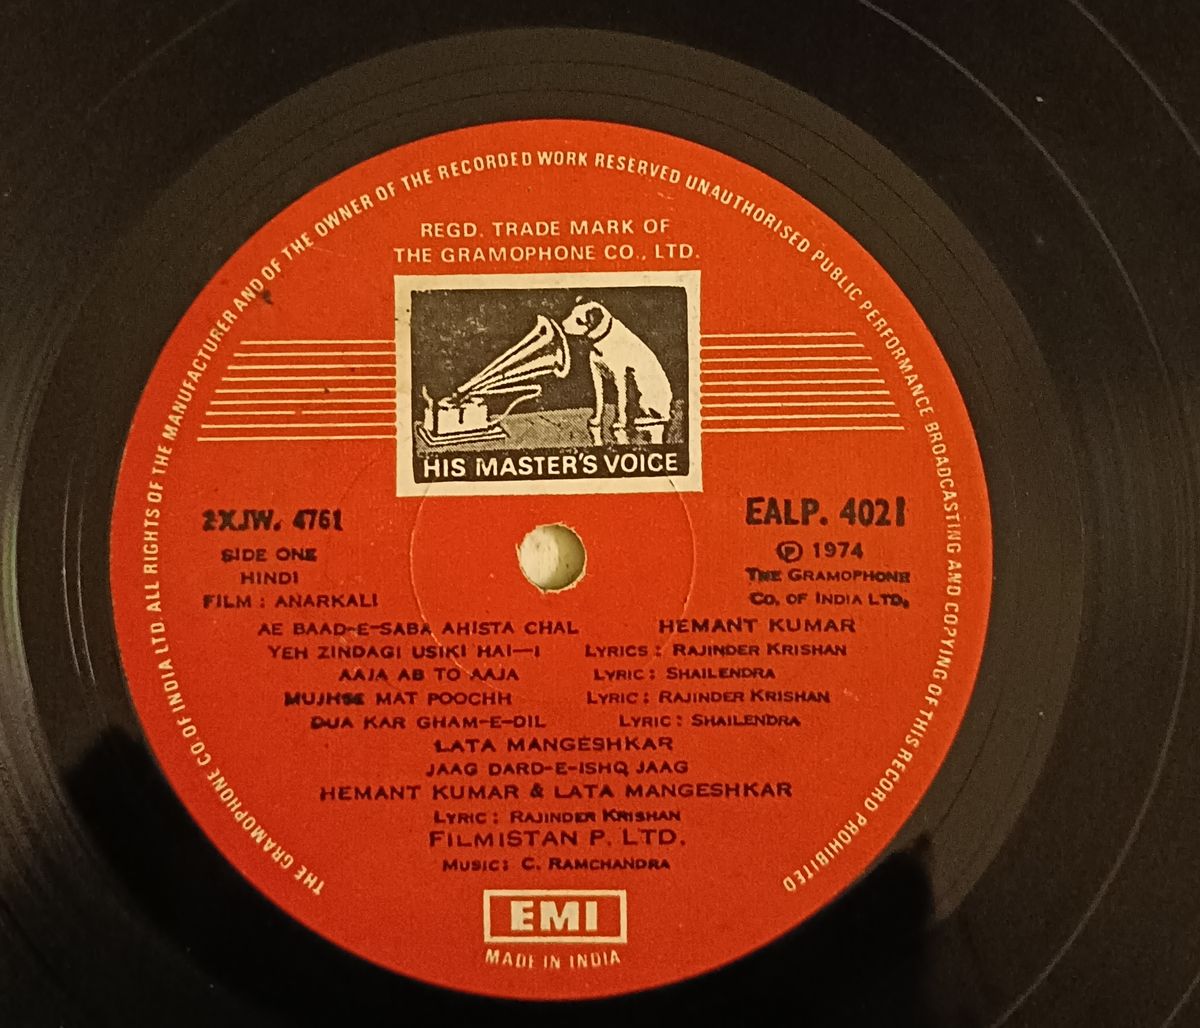 THE GRAMOPHONE CO. OF INDIA LTD. ALL RIGHTS OF THE MANUFACTURER AND OF THE OWNER OF THE RECORDED WORK RESERVED UNAUTHORISED PUBLIC PERFORMANCE BROADCASTING AND COPYING OF THIS RECORD PROHIBITED
REGD. TRADE MARK OF
THE GRAMOPHONE CO., LTD.
HIS MASTER'S VOICE
2XJW. 4761
SIDE ONE
HINDI
FILM : ANARKALI
EALP. 4021
Ⓟ 1974
THE GRAMOPHONE
CO. OF INDIA LTD.
AE BAAD-E-SABA AHISTA CHAL HEMANT KUMAR
YEH ZINDAGI USIKI HAI—I LYRICS : RAJINDER KRISHAN
AAJA AB TO AAJA LYRIC : SHAILENDRA
MUJHSE MAT POOCHH LYRIC : RAJINDER KRISHAN
DUA KAR GHAM-E-DIL LYRIC : SHAILENDRA
LATA MANGESHKAR
JAAG DARD-E-ISHQ JAAG
HEMANT KUMAR & LATA MANGESHKAR
LYRIC : RAJINDER KRISHAN
FILMISTAN P. LTD.
MUSIC : C. RAMCHANDRA
EMI
MADE IN INDIA